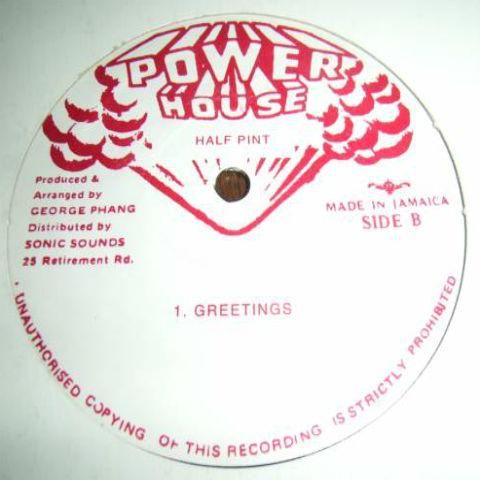 POWER
HOUSE
HALF PINT
Produced &
Arranged by
GEORGE PHANG
Distributed by
SONIC SOUNDS
25 Retirement Rd.
MADE IN JAMAICA
SIDE B
1. GREETINGS
. UNAUTHORISED COPYING OF THIS RECORDING IS STRICTLY PROHIBITED